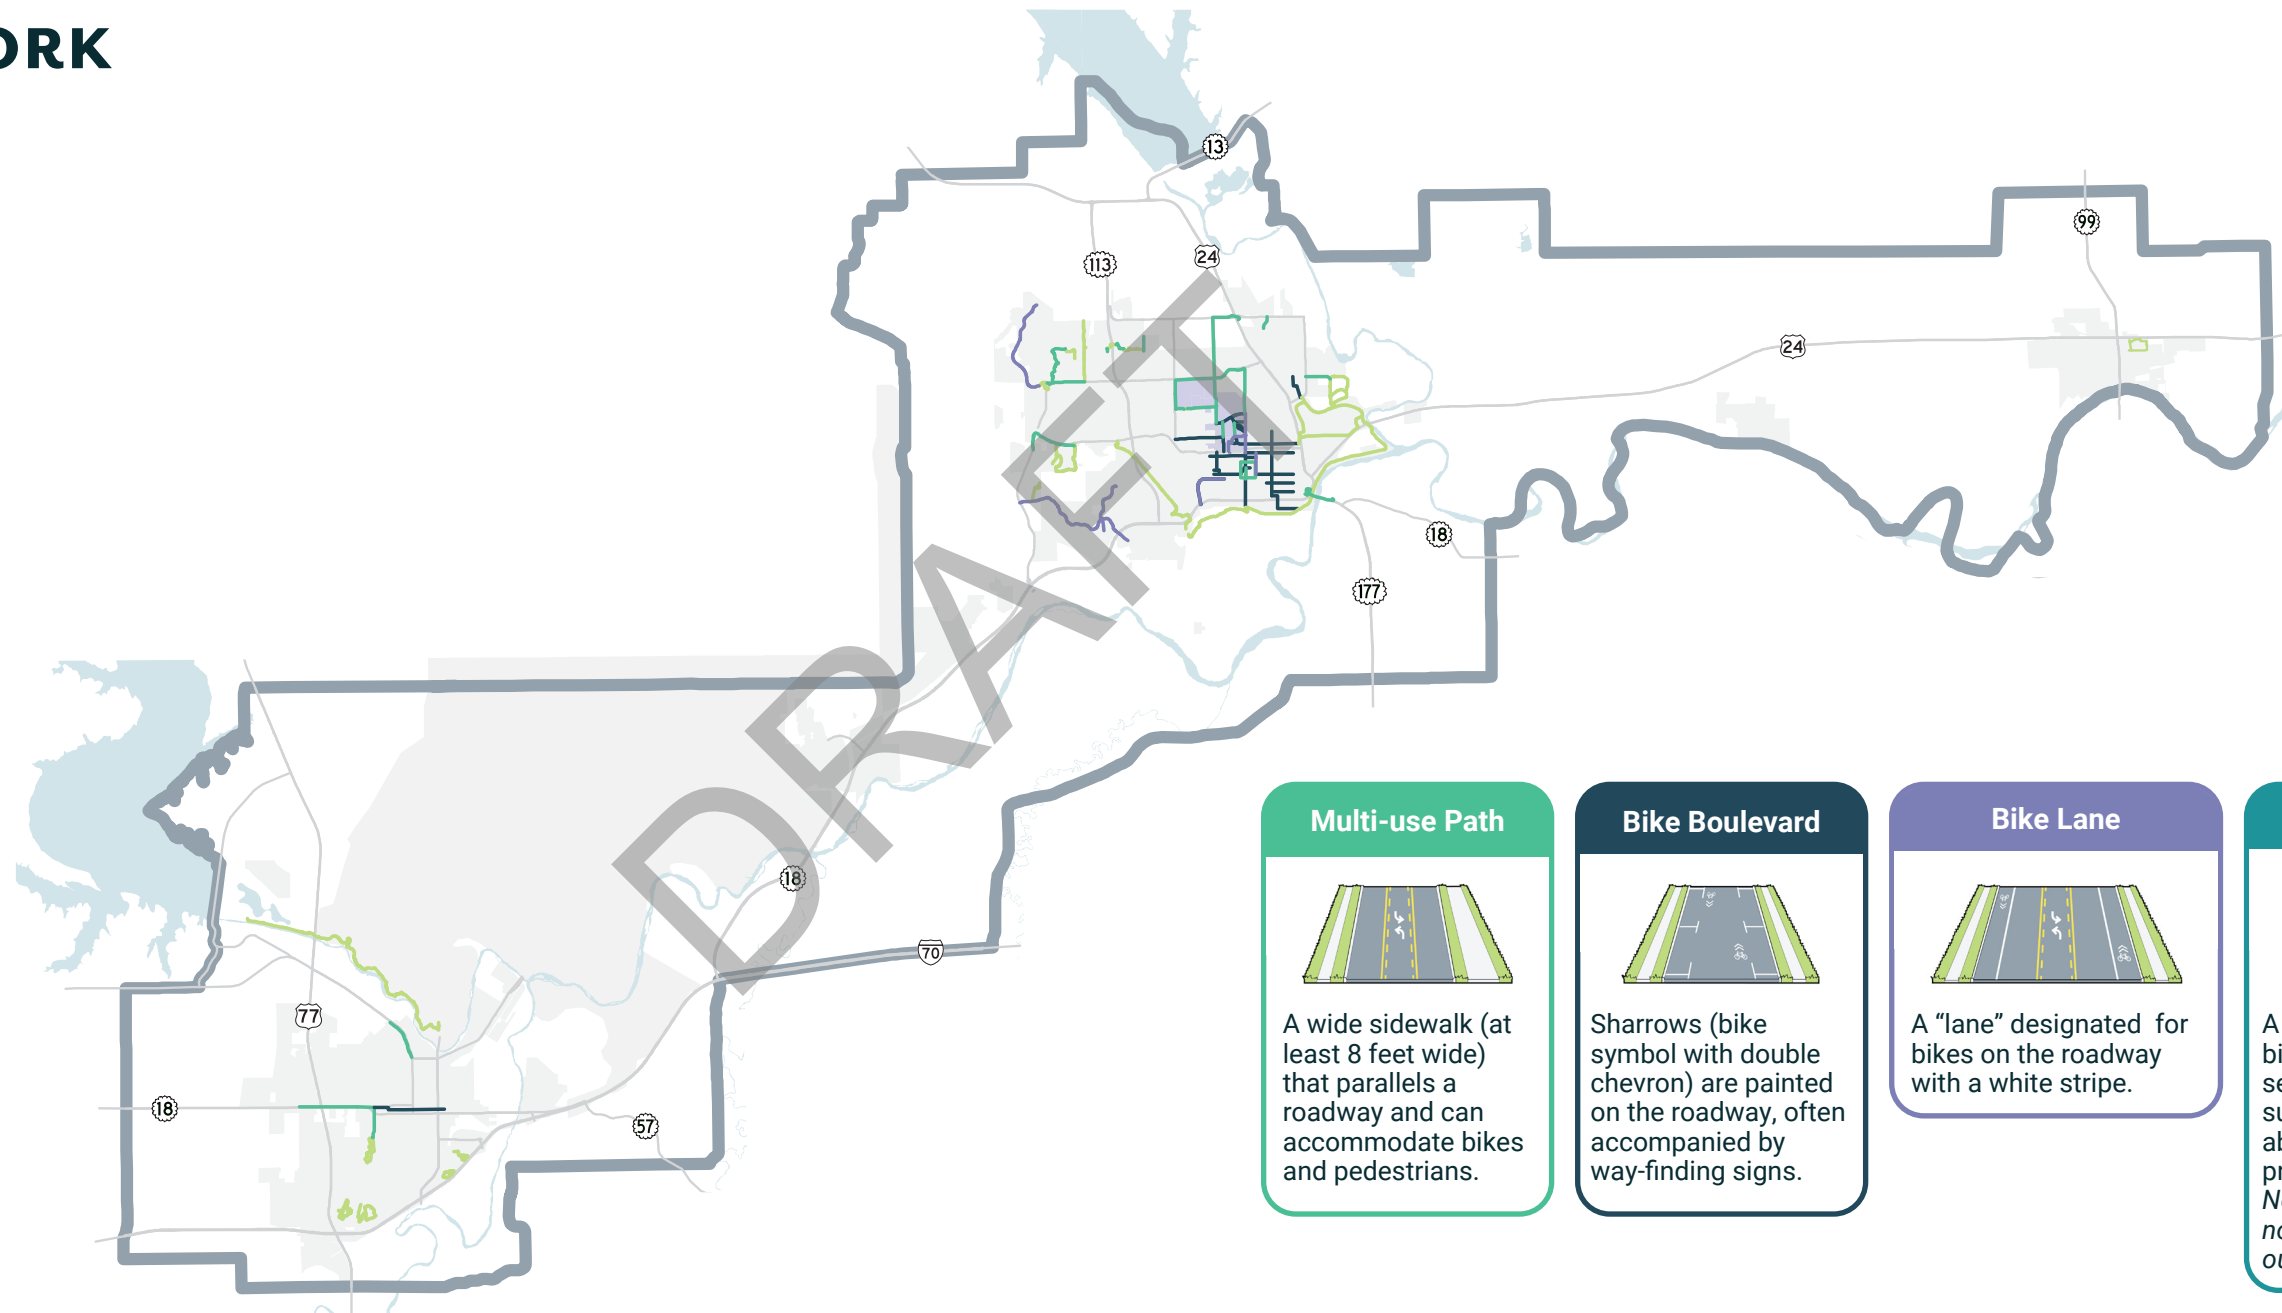 ORK
13
99
113
24
24
18
177
DRAFT
18
70
77
18
57
Multi-use Path
A wide sidewalk (at
least 8 feet wide)
that parallels a
roadway and can
accommodate bikes
and pedestrians.
Bike Boulevard
Sharrows (bike
symbol with double
chevron) are painted
on the roadway, often
accompanied by
way-finding signs.
Bike Lane
A “lane” designated for
bikes on the roadway
with a white stripe.
A